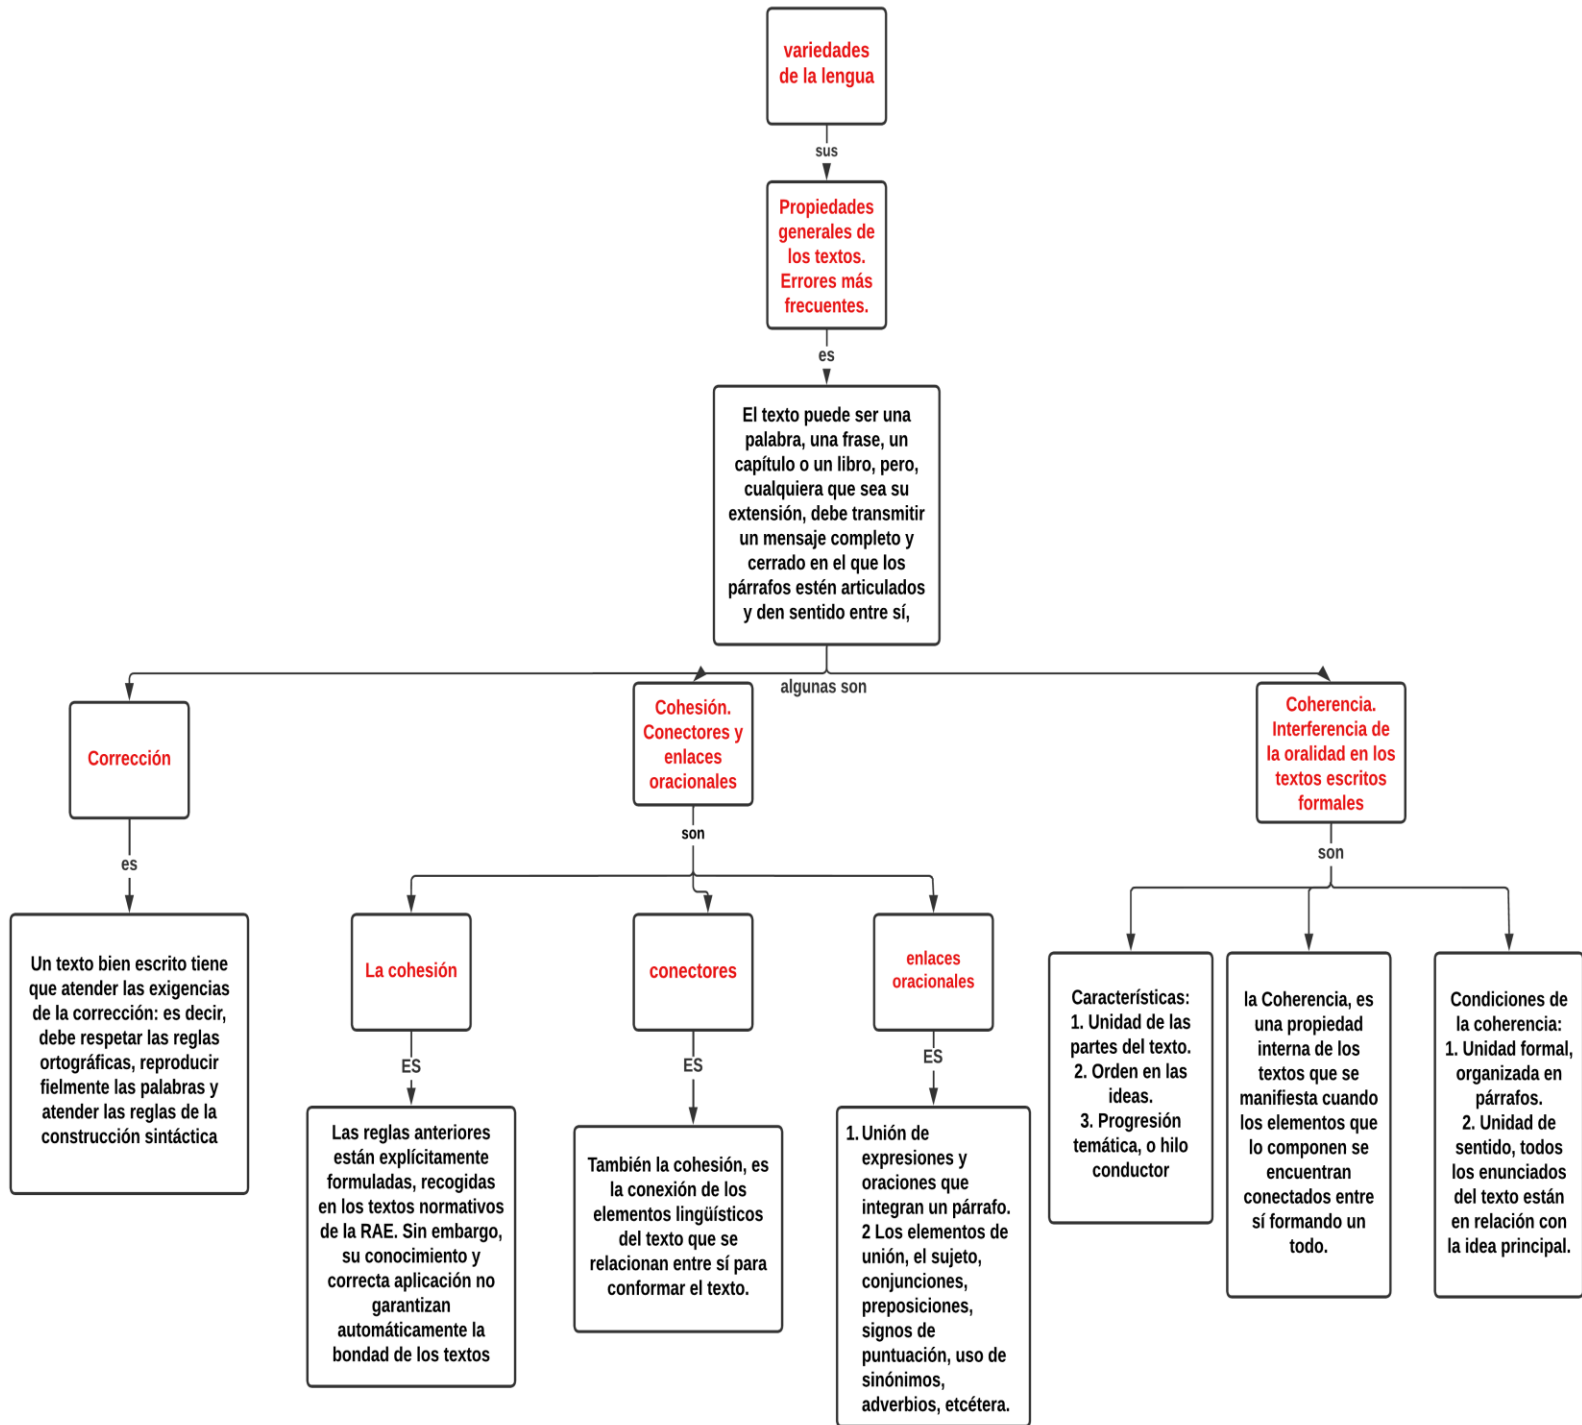 variedades
de la lengua
sus
Propiedades
generales de
los textos.
Errores más
frecuentes.
es
El texto puede ser una
palabra, una frase, un
capítulo o un libro, pero,
cualquiera que sea su
extensión, debe transmitir
un mensaje completo y
cerrado en el que los
párrafos estén articulados
y den sentido entre sí,
algunas son
Corrección
es
Un texto bien escrito tiene
que atender las exigencias
de la corrección: es decir,
debe respetar las reglas
ortográficas, reproducir
fielmente las palabras y
atender las reglas de la
construcción sintáctica
Cohesión.
Conectores y
enlaces
oracionales
son
La cohesión
ES
Las reglas anteriores
están explícitamente
formuladas, recogidas
en los textos normativos
de la RAE. Sin embargo,
su conocimiento y
correcta aplicación no
garantizan
automáticamente la
bondad de los textos
conectores
ES
También la cohesión, es
la conexión de los
elementos lingüísticos
del texto que se
relacionan entre sí para
conformar el texto.
enlaces
oracionales
ES
1. Unión de
expresiones y
oraciones que
integran un párrafo.
2 Los elementos de
unión, el sujeto,
conjunciones,
preposiciones,
signos de
puntuación, uso de
sinónimos,
adverbios, etcétera.
Coherencia.
Interferencia de
la oralidad en los
textos escritos
formales
son
Características:
1. Unidad de las
partes del texto.
2. Orden en las
ideas.
3. Progresión
temática, o hilo
conductor
la Coherencia, es
una propiedad
interna de los
textos que se
manifiesta cuando
los elementos que
lo componen se
encuentran
conectados entre
sí formando un
todo.
Condiciones de
la coherencia:
1. Unidad formal,
organizada en
párrafos.
2. Unidad de
sentido, todos
los enunciados
del texto están
en relación con
la idea principal.